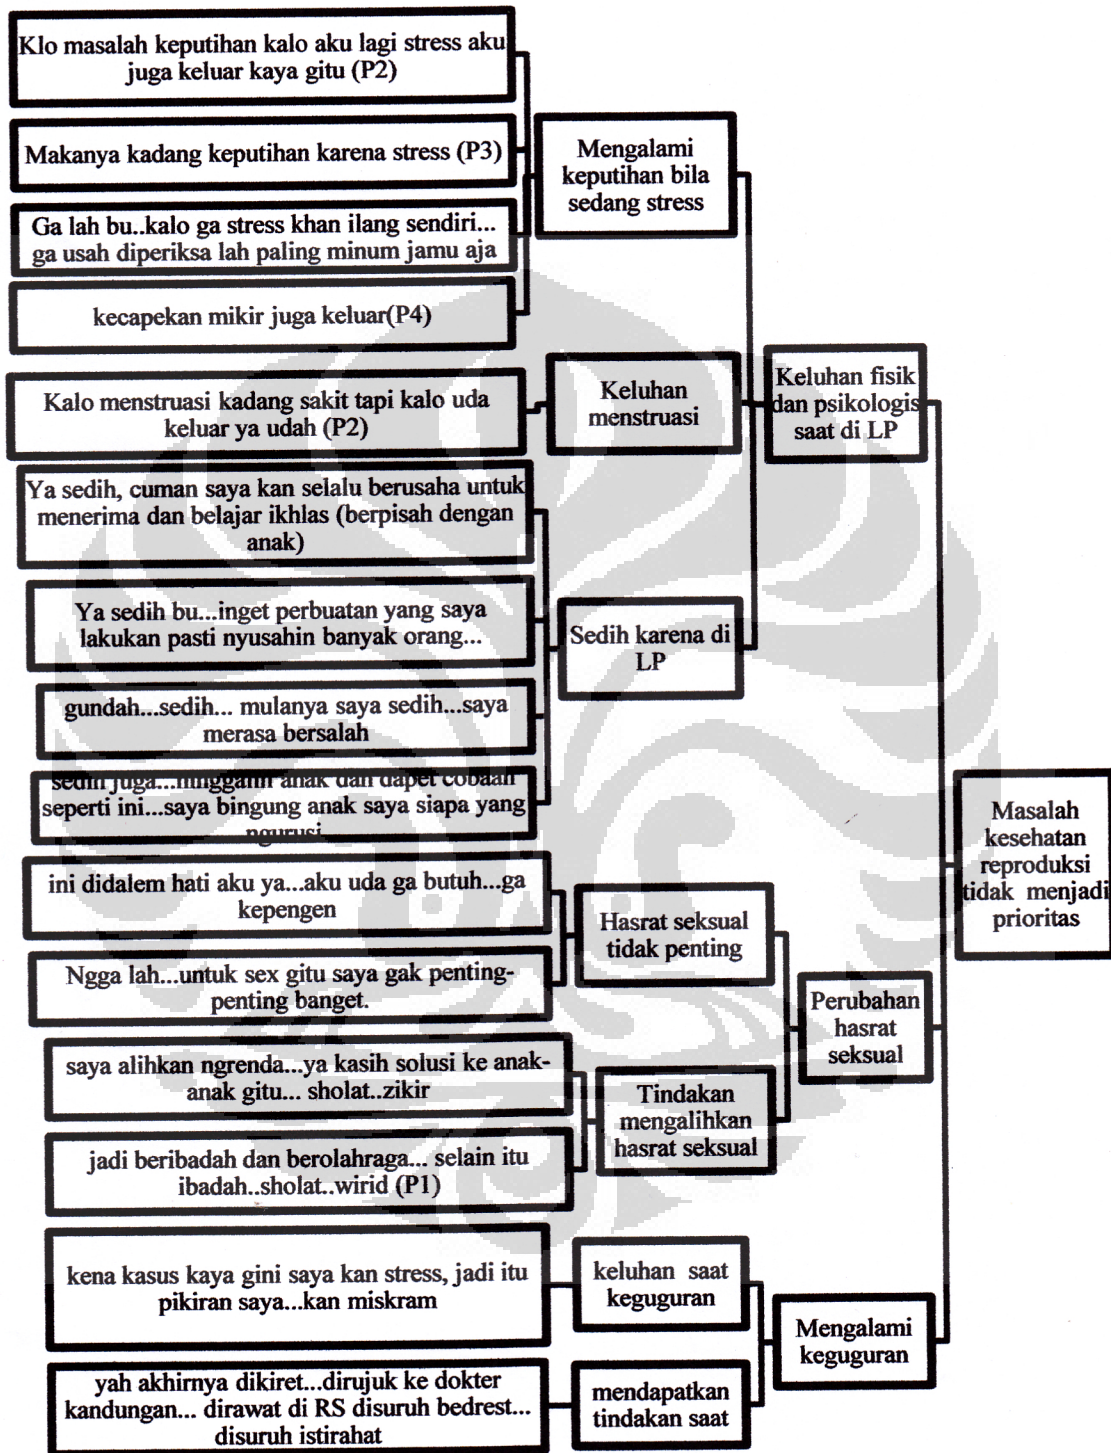 Klo masalah keputihan kalo aku lagi stress aku
juga keluar kaya gitu (P2)
Makanya kadang keputihan karena stress (P3)
Ga lah bu..kalo ga stress khan ilang sendiri...
ga usah diperiksa lah paling minum jamu aja
kecapekan mikir juga keluar(P4)
Mengalami
keputihan bila
sedang stress
Kalo menstruasi kadang sakit tapi kalo uda
keluar ya udah (P2)
Keluhan
menstruasi
Keluhan fisik
dan psikologis
saat di LP
Ya sedih, cuman saya kan selalu berusaha untuk
menerima dan belajar ikhlas (berpisah dengan
anak)
Ya sedih bu...inget perbuatan yang saya
lakukan pasti nyusahin banyak orang...
gundah...sedih... mulanya saya sedih...saya
merasa bersalah
sedih juga...ninggalin anak dan dapet cobaan
seperti ini...saya bingung anak saya siapa yang
ngurusi
Sedih karena di
LP
ini didalem hati aku ya...aku uda ga butuh...ga
kepengen
Ngga lah...untuk sex gitu saya gak penting-
penting banget.
Hasrat seksual
tidak penting
saya alihkan ngrenda...ya kasih solusi ke anak-
anak gitu... sholat..zikir
jadi beribadah dan berolahraga... selain itu
ibadah..sholat..wirid (P1)
Tindakan
mengalihkan
hasrat seksual
Perubahan
hasrat
seksual
kena kasus kaya gini saya kan stress, jadi itu
pikiran saya...kan miskram
keluhan saat
keguguran
yah akhirnya dikiret...dirujuk ke dokter
kandungan... dirawat di RS disuruh bedrest...
disuruh istirahat
mendapatkan
tindakan saat
Mengalami
keguguran
Masalah
kesehatan
reproduksi
tidak menjadi
prioritas